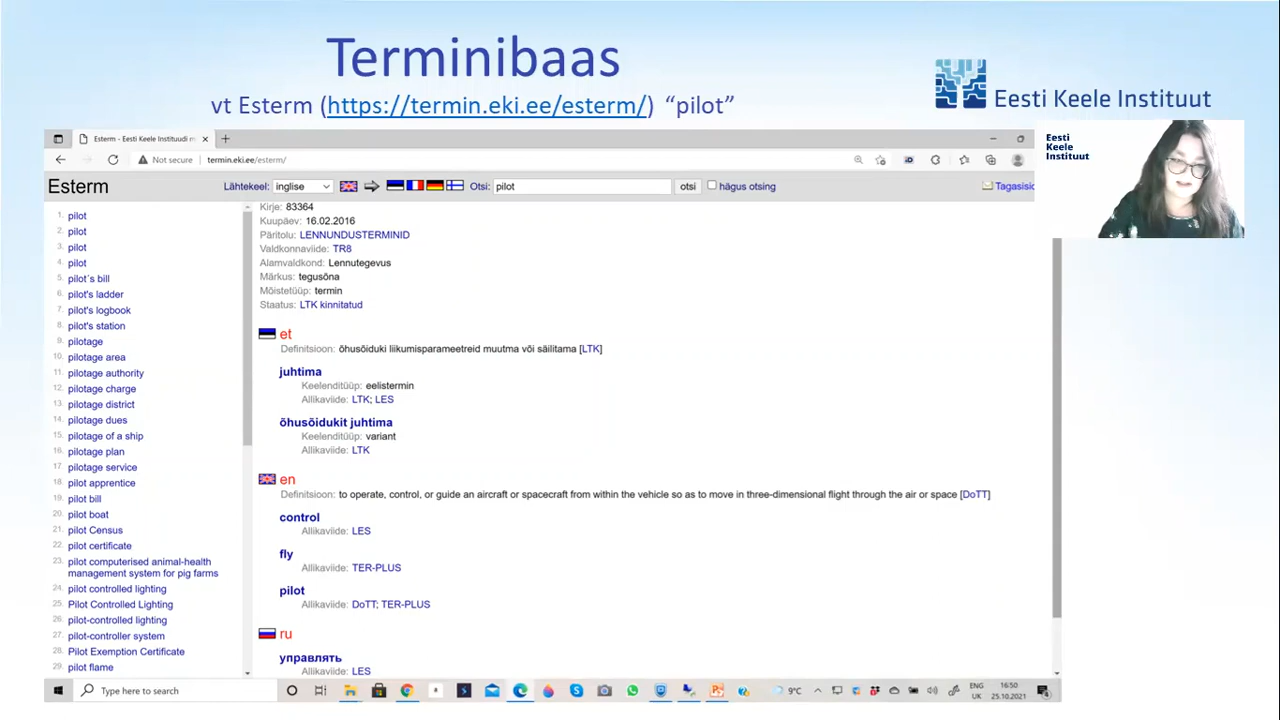 Terminibaas
vt Esterm (https://termin.eki.ee/esterm/) “pilot”
Eesti Keele Instituut
Eesti
Keele
Instituut
Esterm - Eesti Keele Instituudi m
Not secure | termin.eki.ee/esterm/
Esterm
Lähtekeel: inglise Otsi: pilot otsi hägus otsing Tagasisid
1. pilot
2. pilot
3. pilot
4. pilot
5. pilot´s bill
6. pilot's ladder
7. pilot's logbook
8. pilot's station
9. pilotage
10. pilotage area
11. pilotage authority
12. pilotage charge
13. pilotage district
14. pilotage dues
15. pilotage of a ship
16. pilotage plan
17. pilotage service
18. pilot apprentice
19. pilot bill
20. pilot boat
21. pilot Census
22. pilot certificate
23. pilot computerised animal-health
management system for pig farms
24. pilot controlled lighting
25. Pilot Controlled Lighting
26. pilot-controlled lighting
27. pilot-controller system
28. Pilot Exemption Certificate
29. pilot flame
Kirje: 83364
Kuupäev: 16.02.2016
Päritolu: LENNUNDUSTERMINID
Valdkonnaviide: TR8
Alamvaldkond: Lennutegevus
Märkus: tegusõna
Mõistetüüp: termin
Staatus: LTK kinnitatud
et
Definitsioon: õhusõiduki liikumisparameetreid muutma või säilitama [LTK]
juhtima
Keelenditüüp: eelistermin
Allikaviide: LTK; LES
õhusõidukit juhtima
Keelenditüüp: variant
Allikaviide: LTK
en
Definitsioon: to operate, control, or guide an aircraft or spacecraft from within the vehicle so as to move in three-dimensional flight through the air or space [DoTT]
control
Allikaviide: LES
fly
Allikaviide: TER-PLUS
pilot
Allikaviide: DoTT; TER-PLUS
ru
управлять
Allikaviide: LES
Type here to search
9°C
ENG
UK
16:50
25.10.2021